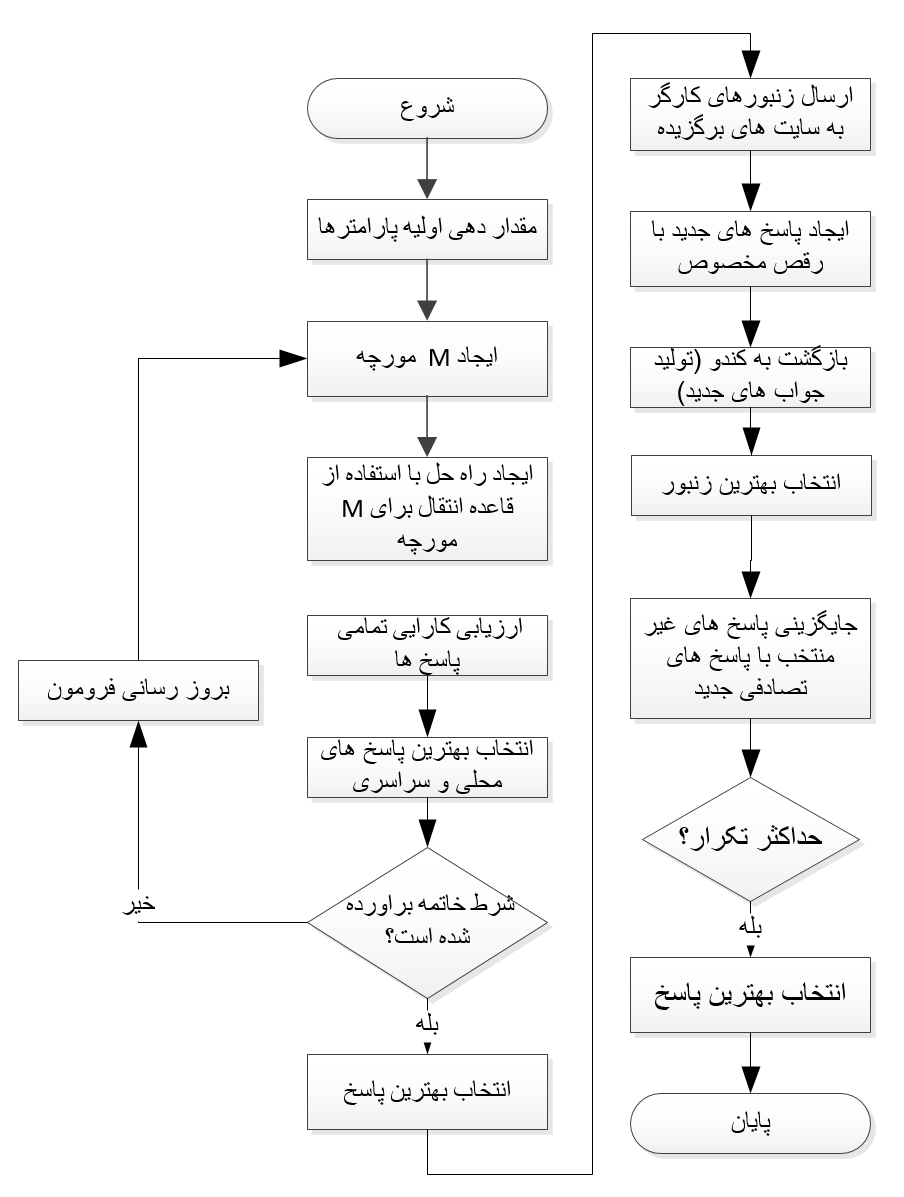 شروع
مقدار دهی اولیه پارامترها
ایجاد M مورچه
ایجاد راه حل با استفاده از
قاعده انتقال برای M
مورچه
ارزیابی کارایی تمامی
پاسخ ها
انتخاب بهترین پاسخ های
محلی و سراسری
شرط خاتمه براورده
شده است؟
خیر
بروز رسانی فرومون
بله
انتخاب بهترین پاسخ
ارسال زنبورهای کارگر
به سایت های برگزیده
ایجاد پاسخ های جدید با
رقص مخصوص
بازگشت به کندو (تولید
جواب های جدید)
انتخاب بهترین زنبور
جایگزینی پاسخ های غیر
منتخب با پاسخ های
تصادفی جدید
حداکثر تکرار؟
بله
انتخاب بهترین پاسخ
پایان